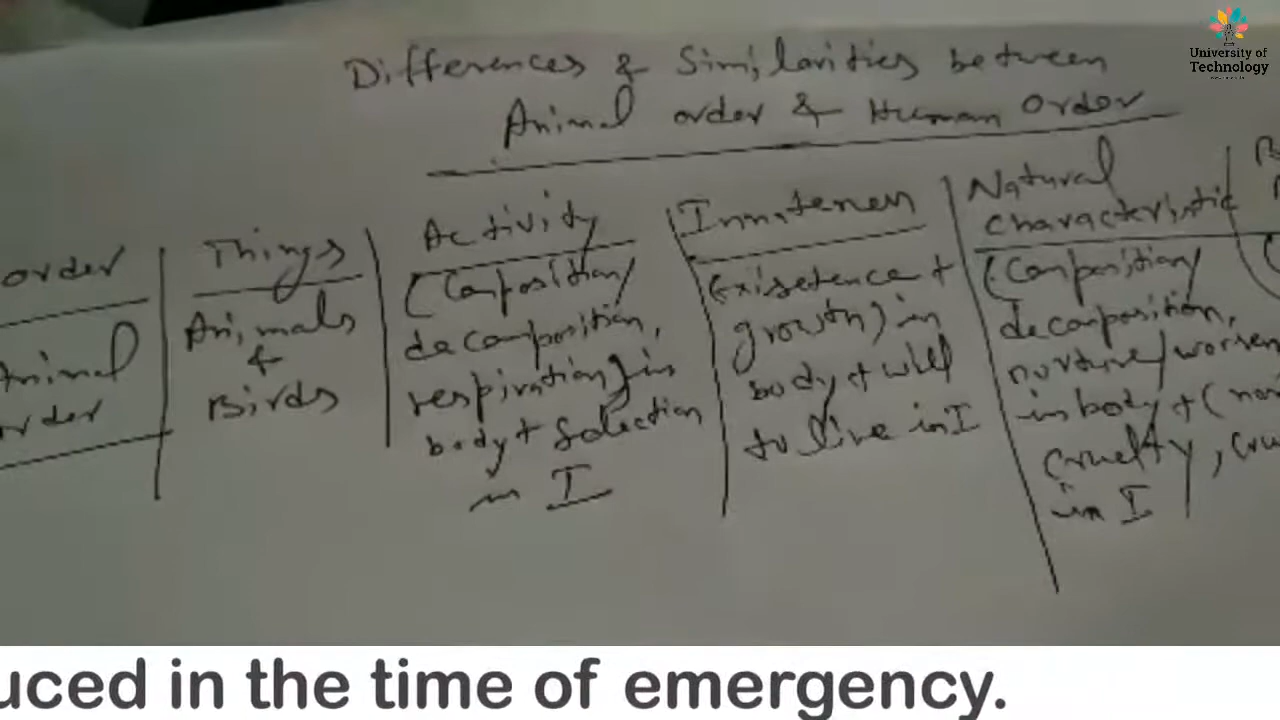 University of
Technology
Differences & Similarities between
Animal order & Human Order
order
Things
Activity
Innateness
Natural
characteristic
Animal
order
Animals
&
Birds
(Composition/
decomposition,
respiration) in
body + Selection
in I
(Exisetence +
growth) in
body + will
to live in I
(Composition/
decomposition,
nurture/worsen
in body + (non
cruelty, cru
in I
uced in the time of emergency.